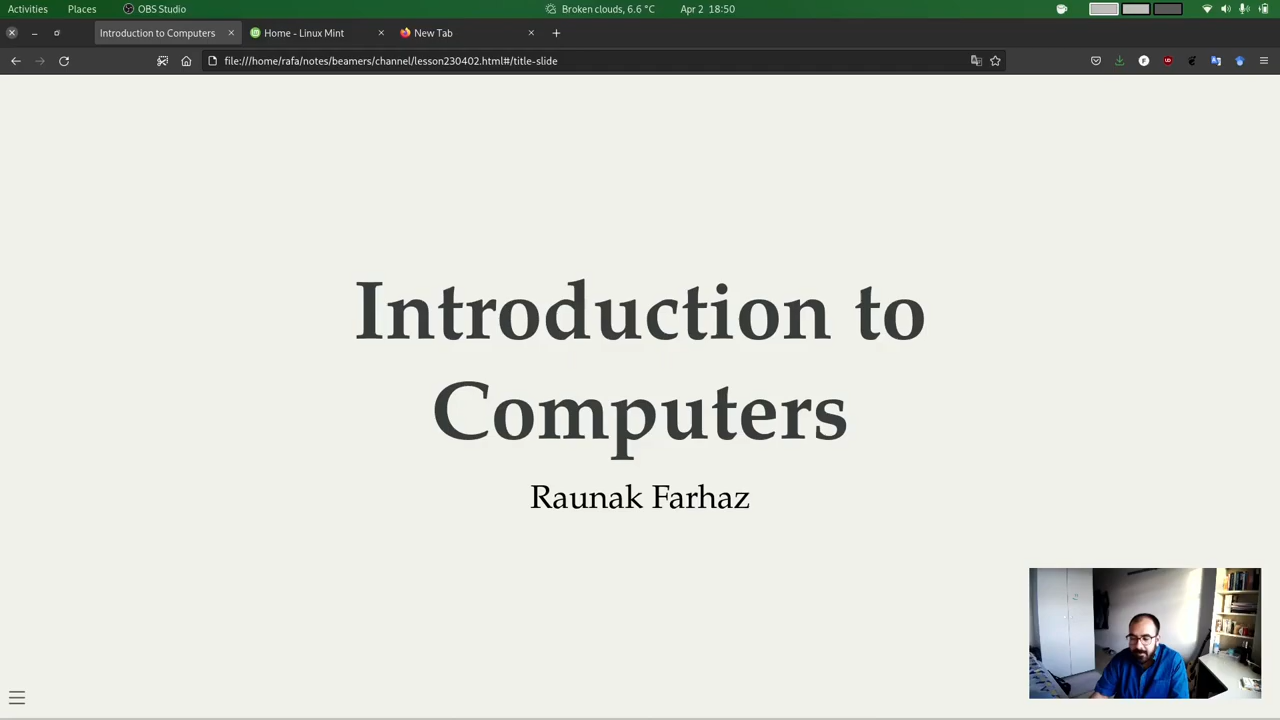 Activities Places OBS Studio Broken clouds, 6.6 °C Apr 2 18:50
Introduction to Computers Home - Linux Mint New Tab
file:///home/rafa/notes/beamers/channel/lesson230402.html#/title-slide
Introduction to
Computers
Raunak Farhaz